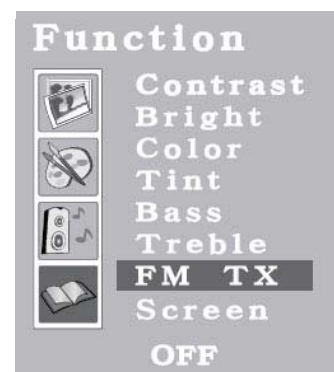 Function
Contrast
Bright
Color
Tint
Bass
Treble
FM TX
Screen
OFF